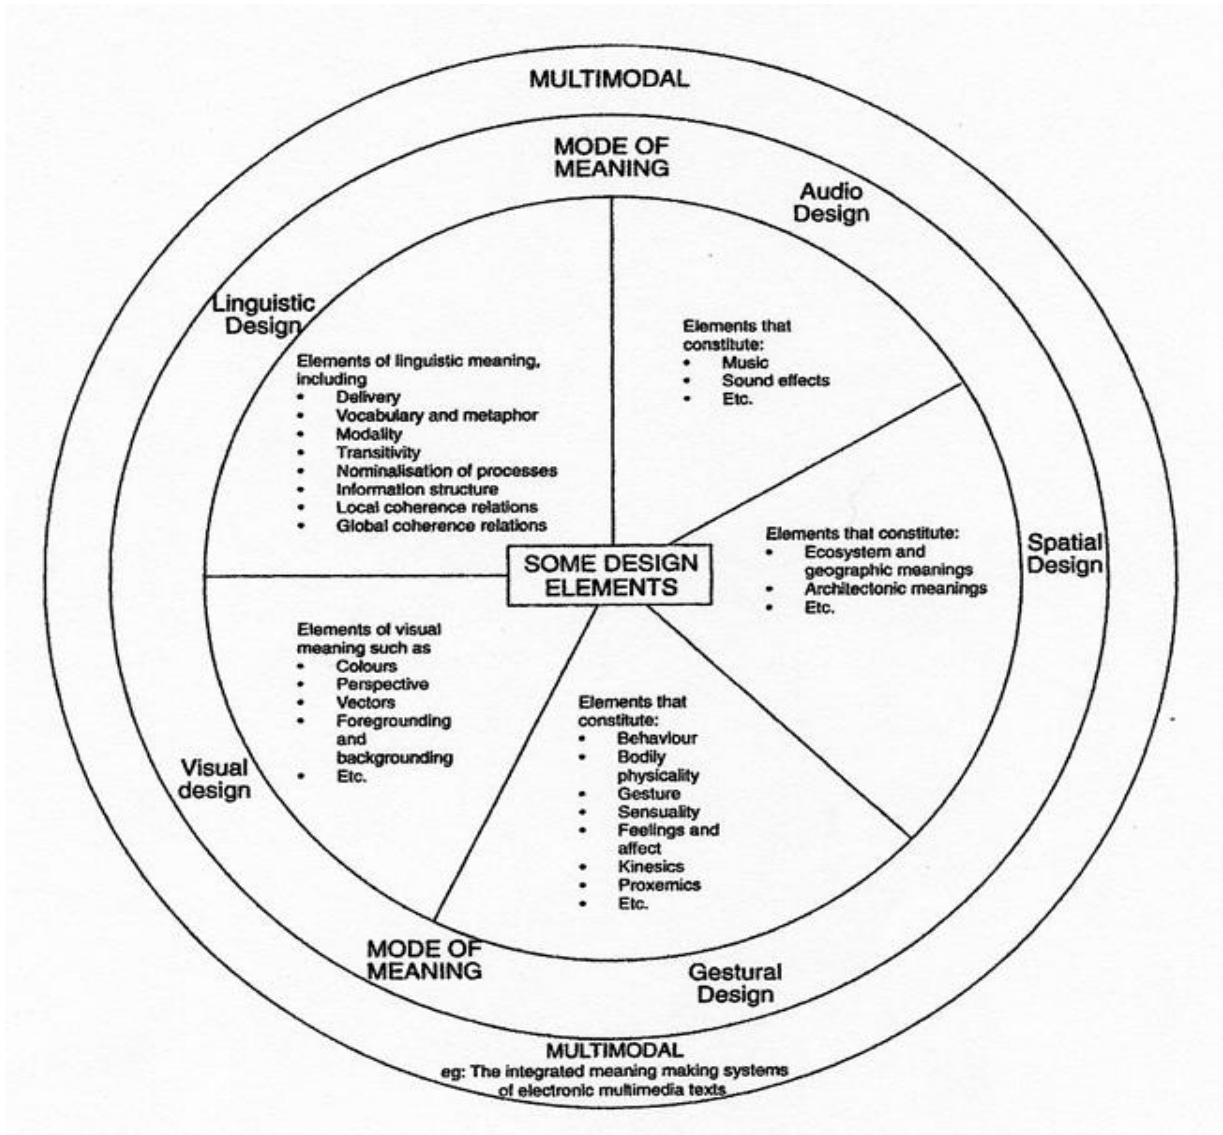 MULTIMODAL
MODE OF
MEANING
Audio
Design
Linguistic
Design
Elements that
constitute:
• Music
• Sound effects
• Etc.
Elements of linguistic meaning,
including
• Delivery
• Vocabulary and metaphor
• Modality
• Transitivity
• Nominalisation of processes
• Information structure
• Local coherence relations
• Global coherence relations
Elements that constitute:
• Ecosystem and
geographic meanings
• Architectonic meanings
• Etc.
Spatial
Design
SOME DESIGN
ELEMENTS
Elements of visual
meaning such as
• Colours
• Perspective
• Vectors
• Foregrounding
and
backgrounding
• Etc.
Visual
design
Elements that
constitute:
• Behaviour
• Bodily
physicality
• Gesture
• Sensuality
• Feelings and
affect
• Kinesics
• Proxemics
• Etc.
MODE OF
MEANING
Gestural
Design
MULTIMODAL
eg: The integrated meaning making systems
of electronic multimedia texts